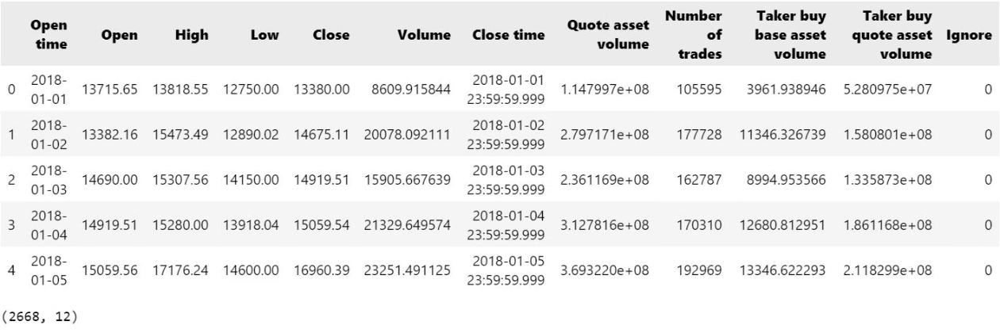 Open time Open High Low Close Volume Close time Quote asset volume Number of trades Taker buy base asset volume Taker buy quote asset volume Ignore
0 2018-01-01 13715.65 13818.55 12750.00 13380.00 8609.915844 2018-01-01 23:59:59.999 1.147997e+08 105595 3961.938946 5.280975e+07 0
1 2018-01-02 13382.16 15473.49 12890.02 14675.11 20078.092111 2018-01-02 23:59:59.999 2.797171e+08 177728 11346.326739 1.580801e+08 0
2 2018-01-03 14690.00 15307.56 14150.00 14919.51 15905.667639 2018-01-03 23:59:59.999 2.361169e+08 162787 8994.953566 1.335873e+08 0
3 2018-01-04 14919.51 15280.00 13918.04 15059.54 21329.649574 2018-01-04 23:59:59.999 3.127816e+08 170310 12680.812951 1.861168e+08 0
4 2018-01-05 15059.56 17176.24 14600.00 16960.39 23251.491125 2018-01-05 23:59:59.999 3.693220e+08 192969 13346.622293 2.118299e+08 0
(2668, 12)